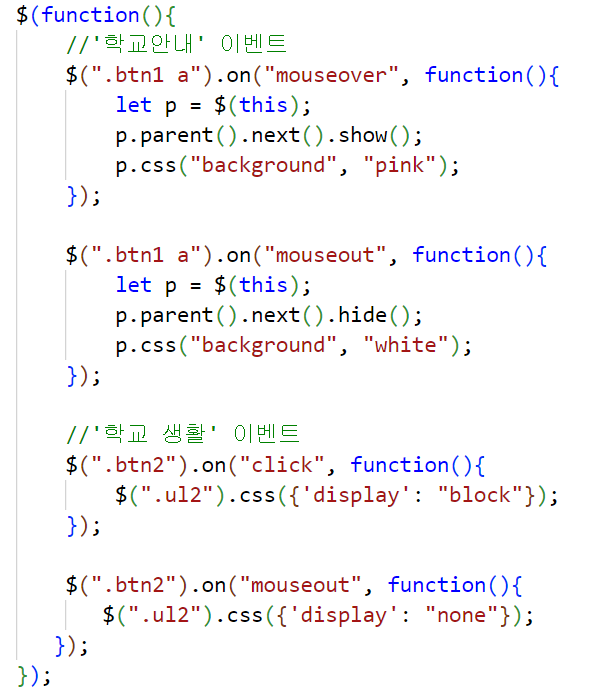 $(function(){
//'학교안내' 이벤트
$(".btn1 a").on("mouseover", function(){
let p = $(this);
p.parent().next().show();
p.css("background", "pink");
});
$(".btn1 a").on("mouseout", function(){
let p = $(this);
p.parent().next().hide();
p.css("background", "white");
});
//'학교 생활' 이벤트
$(".btn2").on("click", function(){
$(".ul2").css({'display': "block"});
});
$(".btn2").on("mouseout", function(){
$(".ul2").css({'display': "none"});
});
});